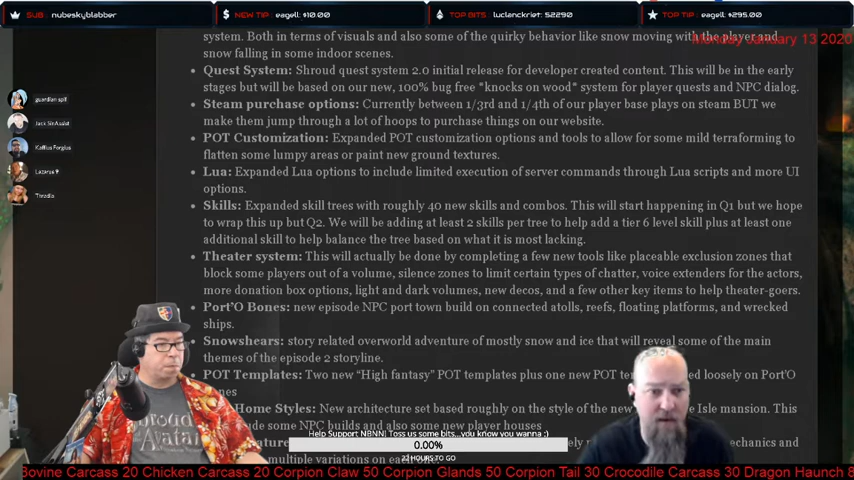 SUB nubeskyblabber NEW TIP eagell: $10.00 TOP BITS : luclanckriet: 52290 TOP TIP : eagell: $295.00
system. Both in terms of visuals and also some of the quirky behavior like snow moving with the player and
Monday January 13 2020
snow falling in some indoor scenes.
• Quest System: Shroud quest system 2.0 initial release for developer created content. This will be in the early
stages but will be based on our new, 100% bug free *knocks on wood* system for player quests and NPC dialog.
• Steam purchase options: Currently between 1/3rd and 1/4th of our player base plays on steam BUT we
make them jump through a lot of hoops to purchase things on our website.
• POT Customization: Expanded POT customization options and tools to allow for some mild terraforming to
flatten some lumpy areas or paint new ground textures.
• Lua: Expanded Lua options to include limited execution of server commands through Lua scripts and more UI
options.
• Skills: Expanded skill trees with roughly 40 new skills and combos. This will start happening in Q1 but we hope
to wrap this up but Q2. We will be adding at least 2 skills per tree to help add a tier 6 level skill plus at least one
additional skill to help balance the tree based on what it is most lacking.
• Theater system: This will actually be done by completing a few new tools like placeable exclusion zones that
block some players out of a volume, silence zones to limit certain types of chatter, voice extenders for the actors,
more donation box options, light and dark volumes, new decos, and a few other key items to help theater-goers.
• Port'O Bones: new episode NPC port town build on connected atolls, reefs, floating platforms, and wrecked
ships.
• Snowshears: story related overworld adventure of mostly snow and ice that will reveal some of the main
themes of the episode 2 storyline.
• POT Templates: Two new "High fantasy" POT templates plus one new POT loosely on Port'O
Home Styles: New architecture set based roughly on the style of the new Isle mansion. This
some NPC builds and also some new player houses
mechanics and
multiple variations on
guardian spill
Jack SirAssist
Kaffius Forgius
Lazarus
Thredle
Shroud
Avatar
Help Support NBNN! Toss us some bits...you know you wanna ;)
0.00%
HOURS TO GO
Bovine Carcass 20 Chicken Carcass 20 Corpion Claw 50 Corpion Glands 50 Corpion Tail 30 Crocodile Carcass 30 Dragon Haunch 8